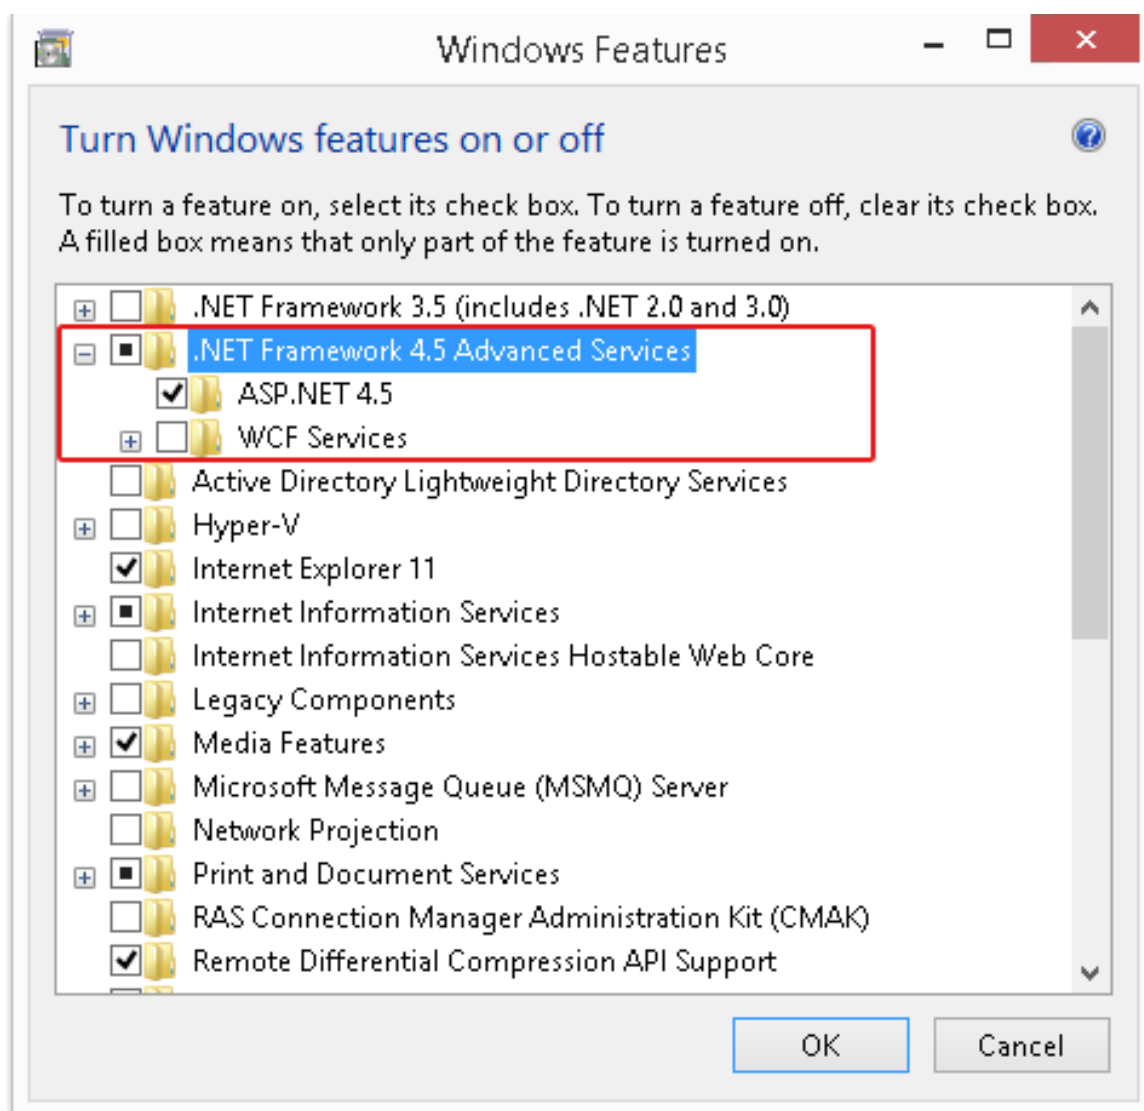 Windows Features
Turn Windows features on or off
To turn a feature on, select its check box. To turn a feature off, clear its check box.
A filled box means that only part of the feature is turned on.
.NET Framework 3.5 (includes .NET 2.0 and 3.0)
.NET Framework 4.5 Advanced Services
ASP.NET 4.5
WCF Services
Active Directory Lightweight Directory Services
Hyper-V
Internet Explorer 11
Internet Information Services
Internet Information Services Hostable Web Core
Legacy Components
Media Features
Microsoft Message Queue (MSMQ) Server
Network Projection
Print and Document Services
RAS Connection Manager Administration Kit (CMAK)
Remote Differential Compression API Support
OK Cancel